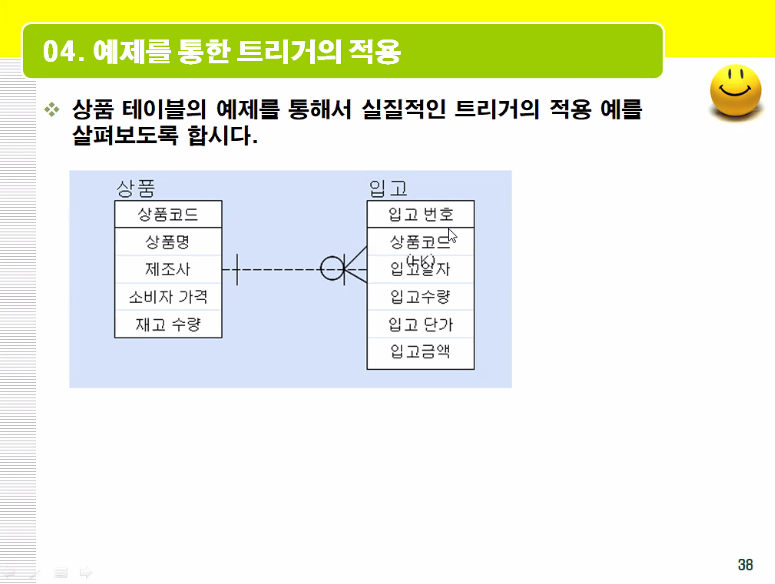 04. 예제를 통한 트리거의 적용
상품 테이블의 예제를 통해서 실질적인 트리거의 적용 예를
살펴보도록 합시다.
상품
상품코드
상품명
제조사
소비자 가격
재고 수량
입고
입고 번호
상품코드
(FK)
입고일자
입고수량
입고 단가
입고금액
38